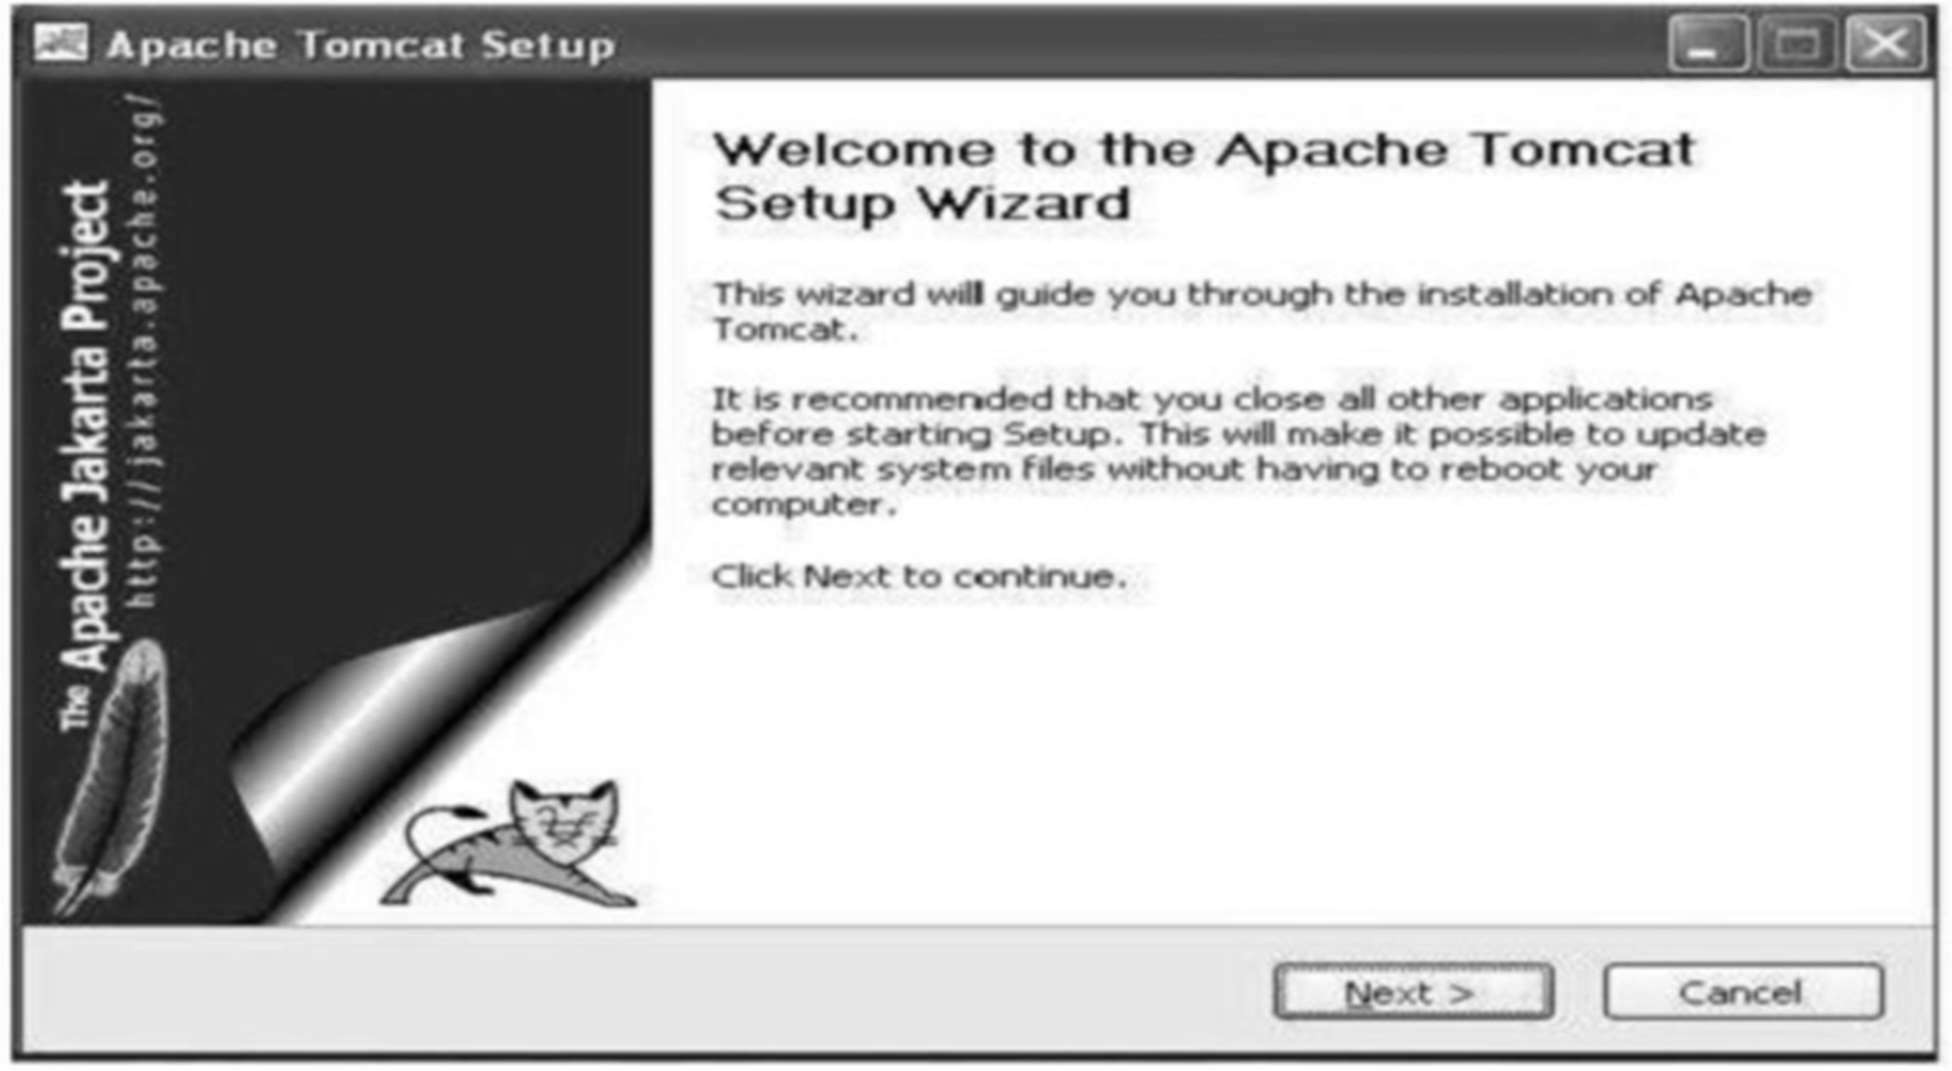 Apache Tomcat Setup
The Apache Jakarta Project
http://jakarta.apache.org/
Welcome to the Apache Tomcat
Setup Wizard
This wizard will guide you through the installation of Apache
Tomcat.
It is recommended that you close all other applications
before starting Setup. This will make it possible to update
relevant system files without having to reboot your
computer.
Click Next to continue.
Next >
Cancel